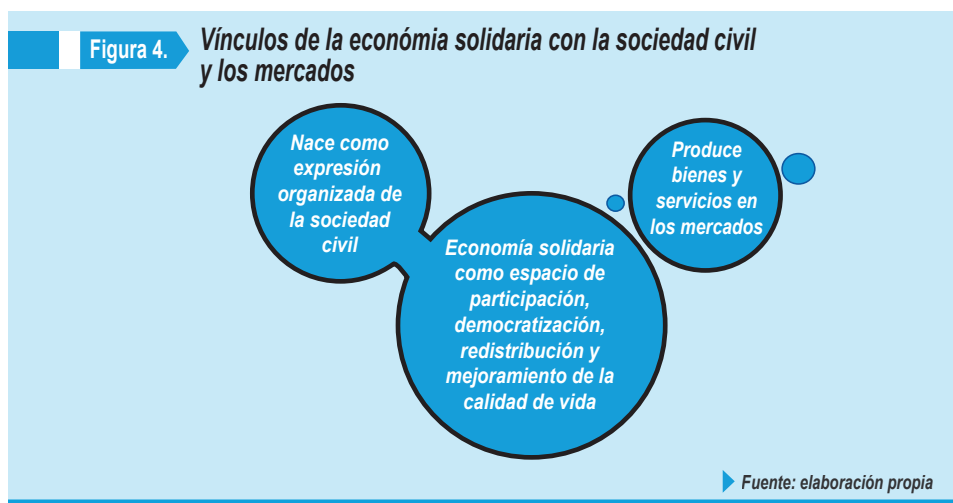 Figura 4.
Vínculos de la económia solidaria con la sociedad civil
y los mercados
Nace como
expresión
organizada de
la sociedad
civil
Economía solidaria
como espacio de
participación,
democratización,
redistribución y
mejoramiento de la
calidad de vida
Produce
bienes y
servicios en
los mercados
Fuente: elaboración propia